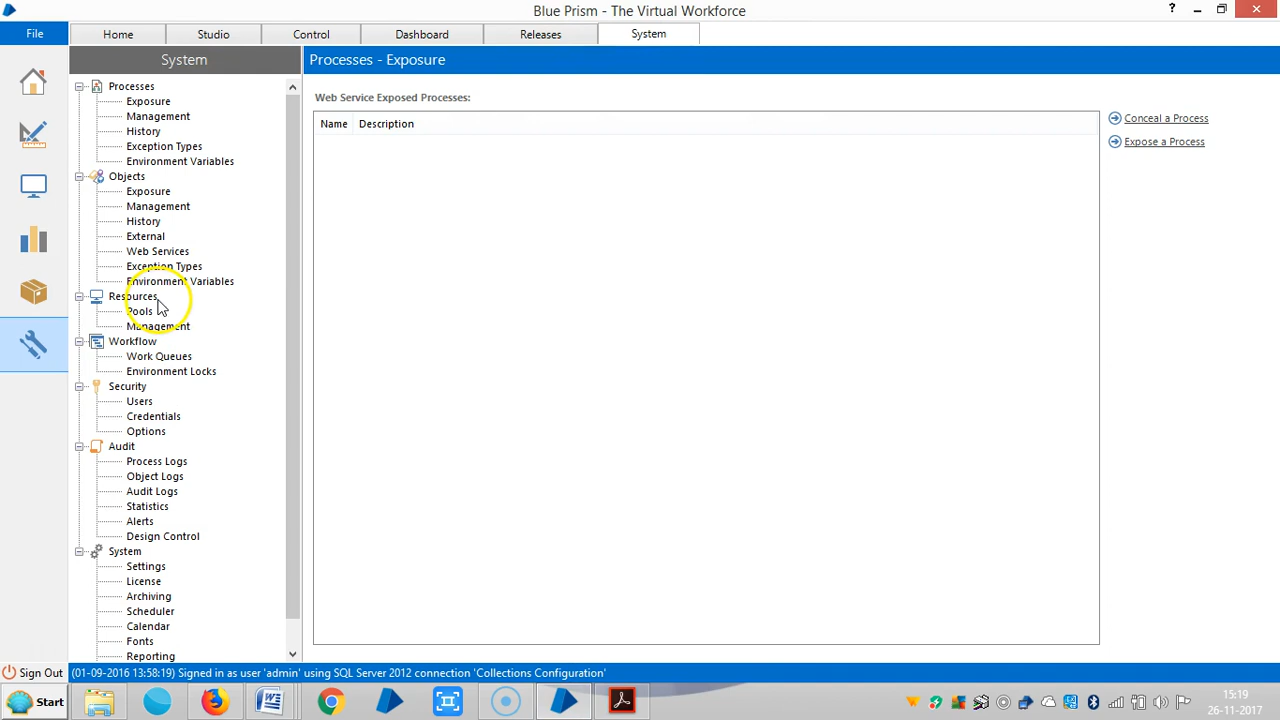 Blue Prism - The Virtual Workforce
?
File
Home
Studio
Control
Dashboard
Releases
System
System
Processes - Exposure
Processes
Exposure
Management
History
Exception Types
Environment Variables
Objects
Exposure
Management
History
External
Web Services
Exception Types
Environment Variables
Resources
Pools
Management
Workflow
Work Queues
Environment Locks
Security
Users
Credentials
Options
Audit
Process Logs
Object Logs
Audit Logs
Statistics
Alerts
Design Control
System
Settings
License
Archiving
Scheduler
Calendar
Fonts
Reporting
Web Service Exposed Processes:
Name
Description
Conceal a Process
Expose a Process
Sign Out
(01-09-2016 13:58:19) Signed in as user 'admin' using SQL Server 2012 connection 'Collections Configuration'
Start
15:19
26-11-2017